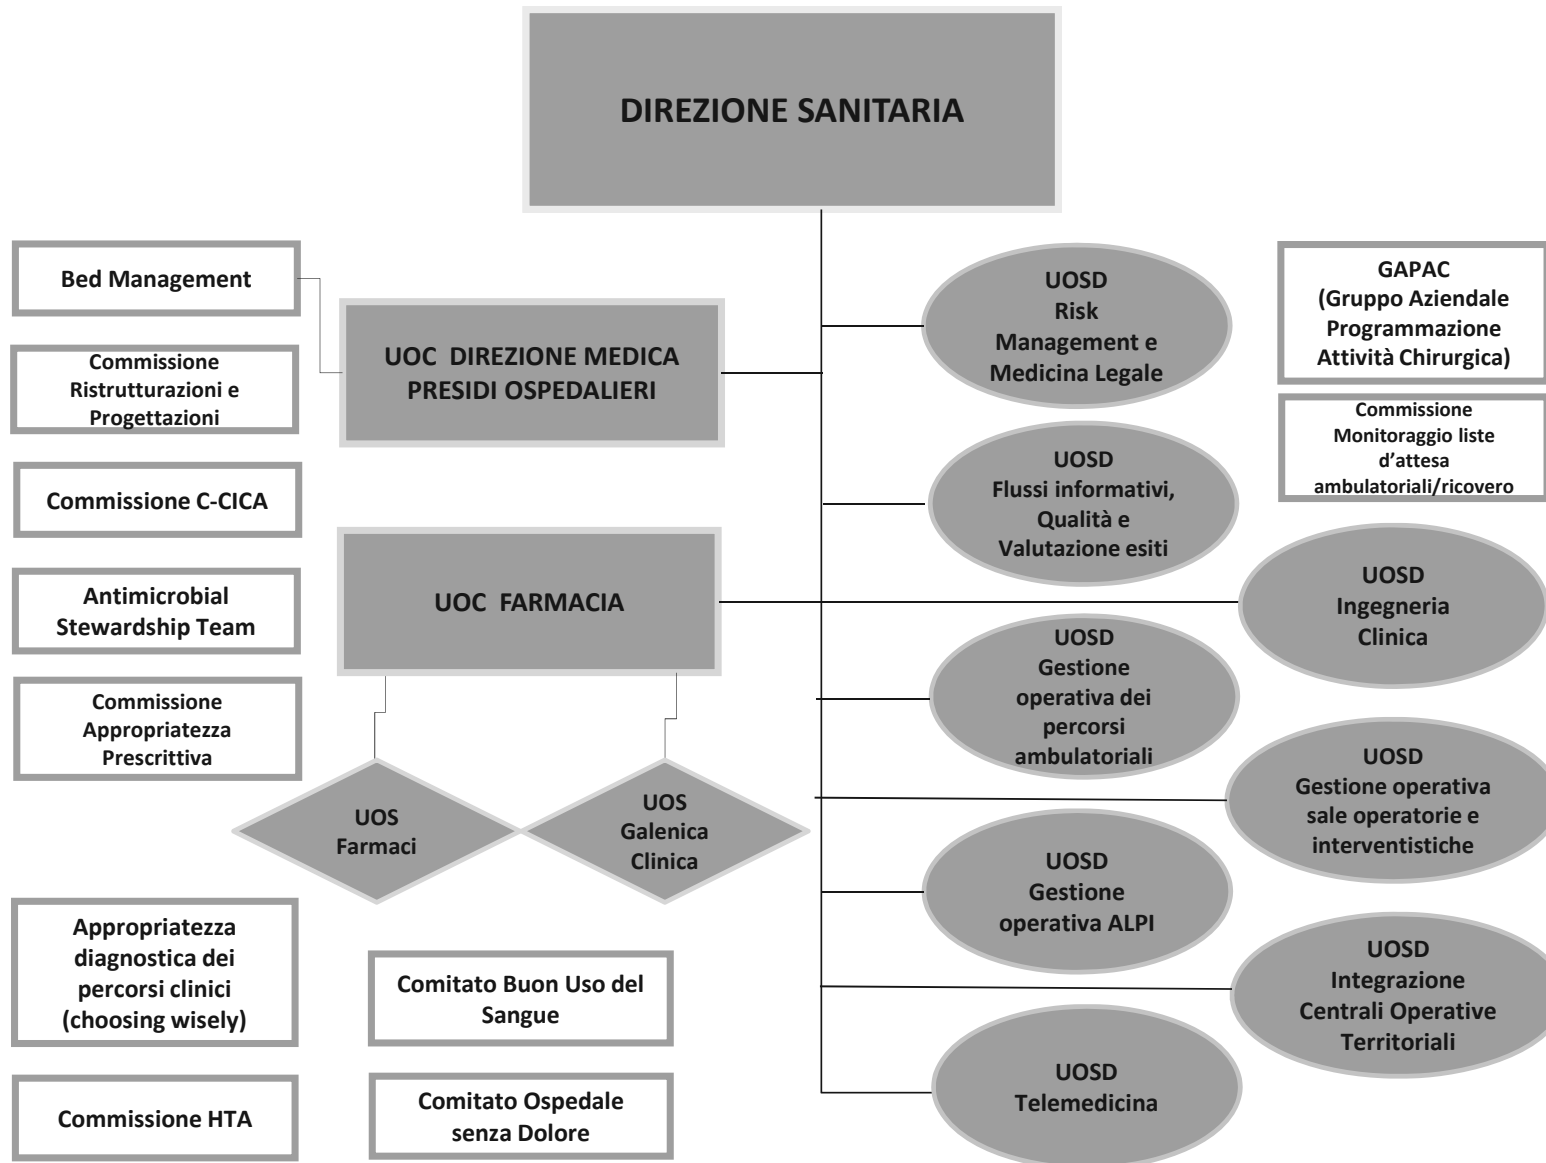 DIREZIONE SANITARIA
Bed Management
Commissione
Ristrutturazioni e
Progettazioni
Commissione C-CICA
Antimicrobial
Stewardship Team
Commissione
Appropriatezza
Prescrittiva
Appropriatezza
diagnostica dei
percorsi clinici
(choosing wisely)
Commissione HTA
UOC DIREZIONE MEDICA
PRESIDI OSPEDALIERI
UOC FARMACIA
UOS
Farmaci
UOS
Galenica
Clinica
Comitato Buon Uso del
Sangue
Comitato Ospedale
senza Dolore
UOSD
Risk
Management e
Medicina Legale
UOSD
Flussi informativi,
Qualità e
Valutazione esiti
UOSD
Gestione
operativa dei
percorsi
ambulatoriali
UOSD
Gestione
operativa ALPI
UOSD
Telemedicina
GAPAC
(Gruppo Aziendale
Programmazione
Attività Chirurgica)
Commissione
Monitoraggio liste
d’attesa
ambulatoriali/ricovero
UOSD
Ingegneria
Clinica
UOSD
Gestione operativa
sale operatorie e
interventistiche
UOSD
Integrazione
Centrali Operative
Territoriali